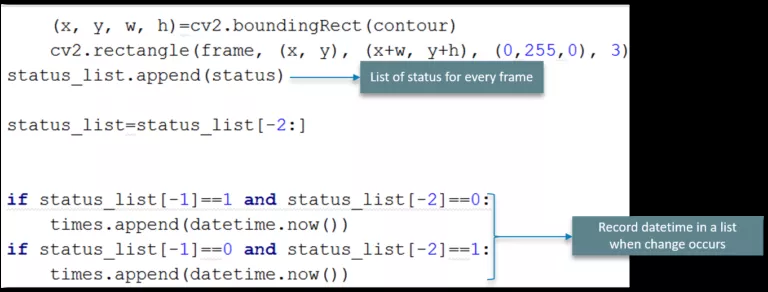 (x, y, w, h)=cv2.boundingRect(contour)
cv2.rectangle(frame, (x, y), (x+w, y+h), (0,255,0), 3)
status_list.append(status)
List of status for every frame
status_list=status_list[-2:]
if status_list[-1]==1 and status_list[-2]==0:
times.append(datetime.now())
if status_list[-1]==0 and status_list[-2]==1:
times.append(datetime.now())
Record datetime in a list
when change occurs